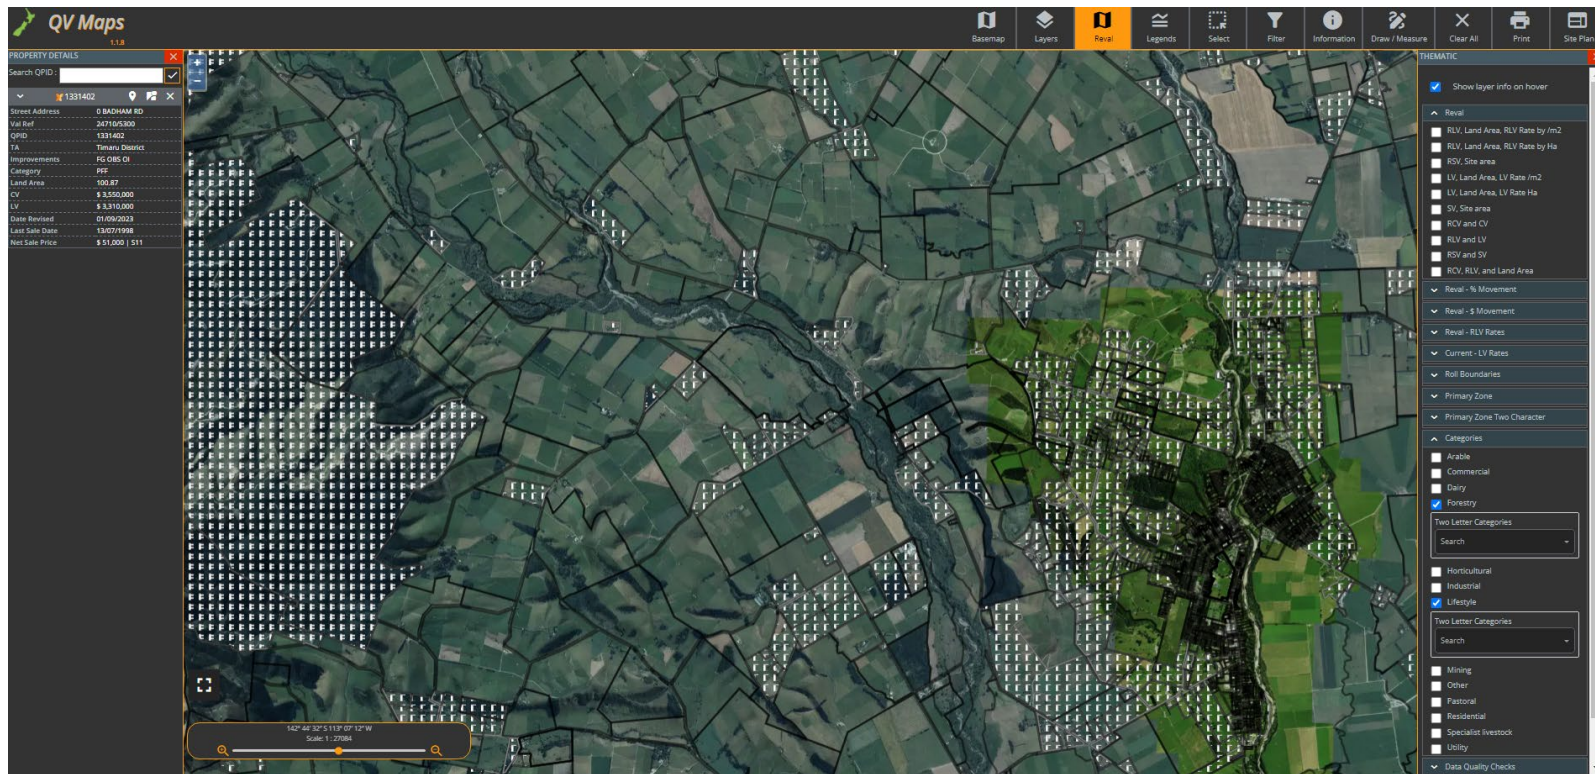 QV Maps
1.1.8
Basemap
Layers
Reval
Legends
Select
Filter
Information
Draw / Measure
Clear All
Print
Site Plan
PROPERTY DETAILS
Search QPID :
1331402
Street Address 0 BADHAM RD
Val Ref 24710/5300
QPID 1331402
TA Timaru District
Improvements FG OBS OI
Category PFF
Land Area 100.87
CV $ 3,550,000
LV $ 3,310,000
Date Revised 01/09/2023
Last Sale Date 13/07/1998
Net Sale Price $ 51,000 | S11
142° 44' 32" S 113° 07' 12" W
Scale: 1 : 27084
THEMATIC
Show layer info on hover
Reval
RLV, Land Area, RLV Rate by /m2
RLV, Land Area, RLV Rate by Ha
RSV, Site area
LV, Land Area, LV Rate /m2
LV, Land Area, LV Rate Ha
SV, Site area
RCV and CV
RLV and LV
RSV and SV
RCV, RLV, and Land Area
Reval - % Movement
Reval - $ Movement
Reval - RLV Rates
Current - LV Rates
Roll Boundaries
Primary Zone
Primary Zone Two Character
Categories
Arable
Commercial
Dairy
Forestry
Two Letter Categories
Search
Horticultural
Industrial
Lifestyle
Two Letter Categories
Search
Mining
Other
Pastoral
Residential
Specialist livestock
Utility
Data Quality Checks